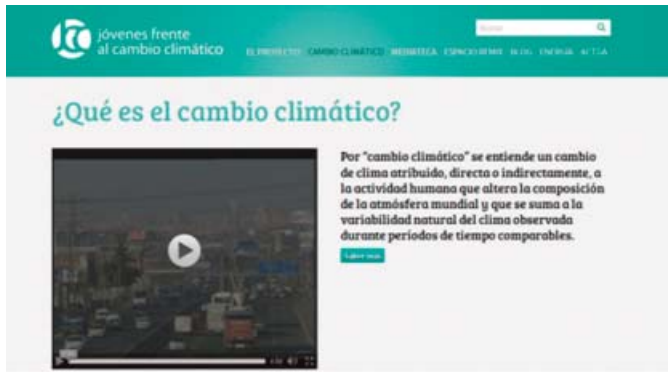 jóvenes frente
al cambio climático
Buscar
EL PROYECTO CAMBIO CLIMÁTICO MEDIATECA ESPACIO REMIX BLOG ENERGÍA ACTÚA
¿Qué es el cambio climático?
Por "cambio climático" se entiende un cambio
de clima atribuido, directa o indirectamente, a
la actividad humana que altera la composición
de la atmósfera mundial y que se suma a la
variabilidad natural del clima observada
durante períodos de tiempo comparables.
Saber más